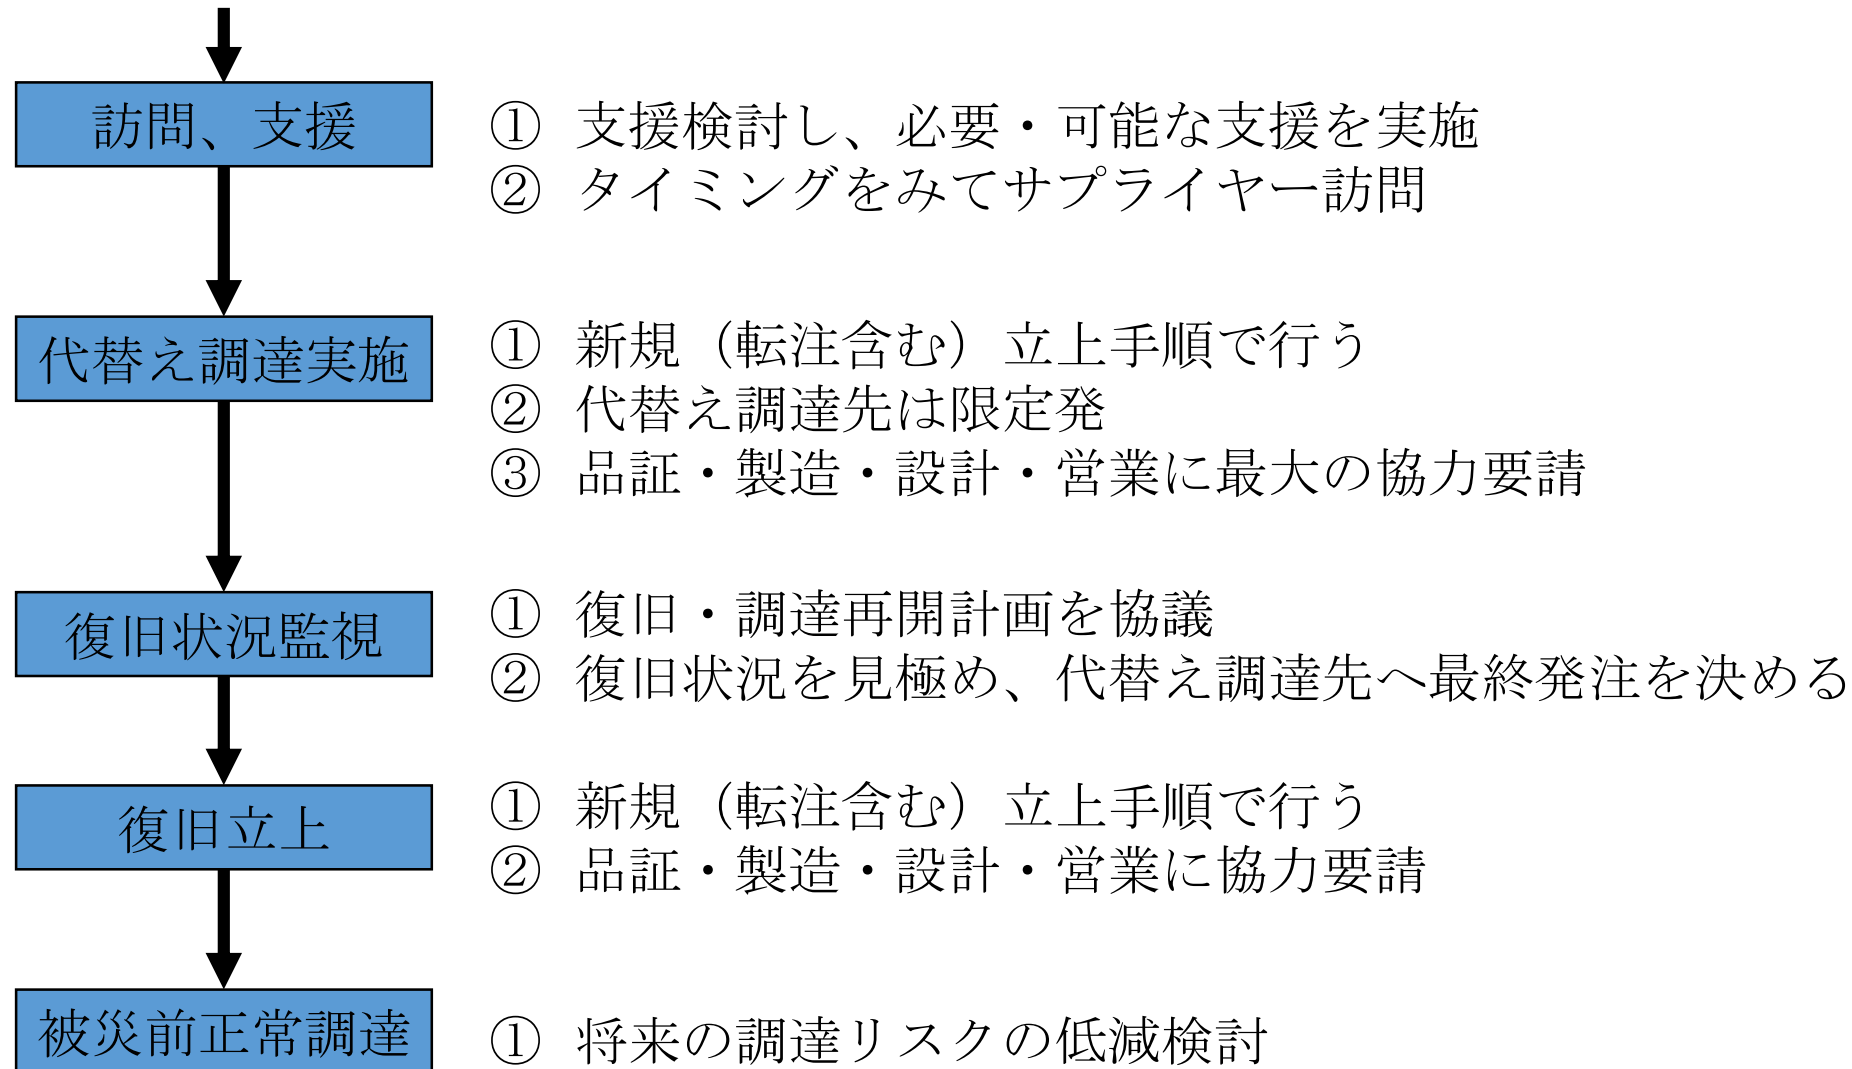 訪問、支援
① 支援検討し、必要・可能な支援を実施
② タイミングをみてサプライヤー訪問
代替え調達実施
① 新規（転注含む）立上手順で行う
② 代替え調達先は限定発
③ 品証・製造・設計・営業に最大の協力要請
復旧状況監視
① 復旧・調達再開計画を協議
② 復旧状況を見極め、代替え調達先へ最終発注を決める
復旧立上
① 新規（転注含む）立上手順で行う
② 品証・製造・設計・営業に協力要請
被災前正常調達
① 将来の調達リスクの低減検討